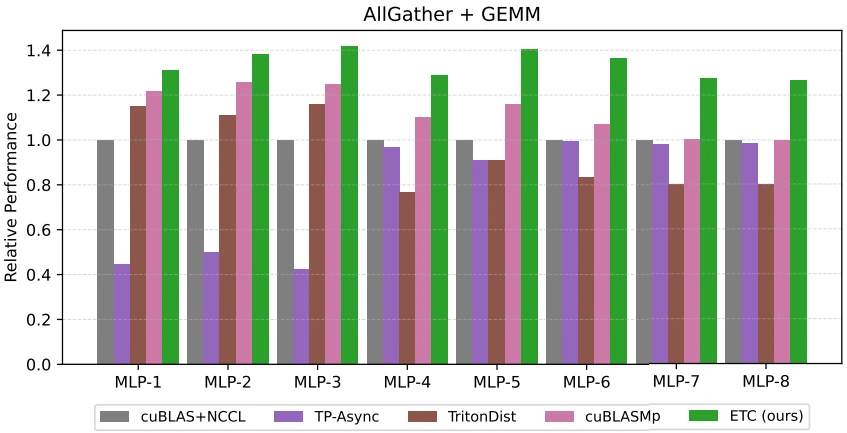 AllGather + GEMM
Relative Performance
1.4
1.2
1.0
0.8
0.6
0.4
0.2
0.0
MLP-1 MLP-2 MLP-3 MLP-4 MLP-5 MLP-6 MLP-7 MLP-8
cuBLAS+NCCL TP-Async TritonDist cuBLASMp ETC (ours)